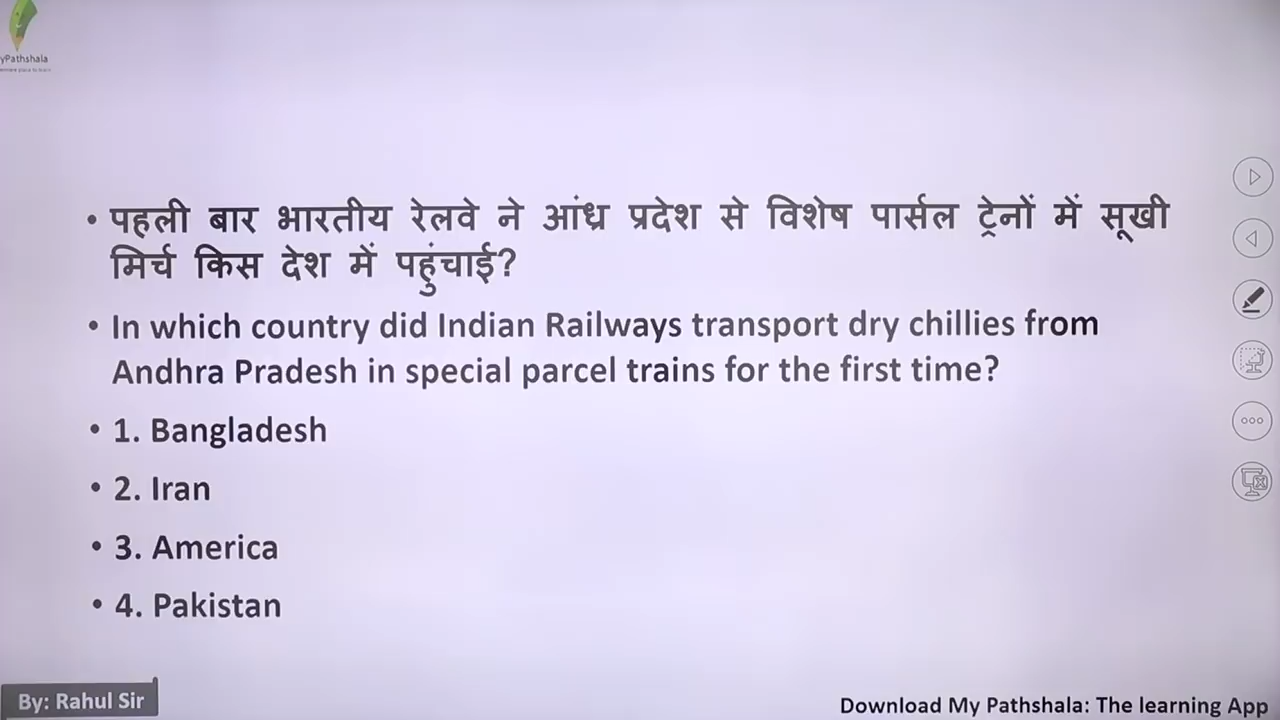 yPathshala
• पहली बार भारतीय रेलवे ने आंध्र प्रदेश से विशेष पार्सल ट्रेनों में सूखी
मिर्च किस देश में पहुंचाई?
• In which country did Indian Railways transport dry chillies from
Andhra Pradesh in special parcel trains for the first time?
• 1. Bangladesh
• 2. Iran
• 3. America
• 4. Pakistan
By: Rahul Sir
Download My Pathshala: The learning App